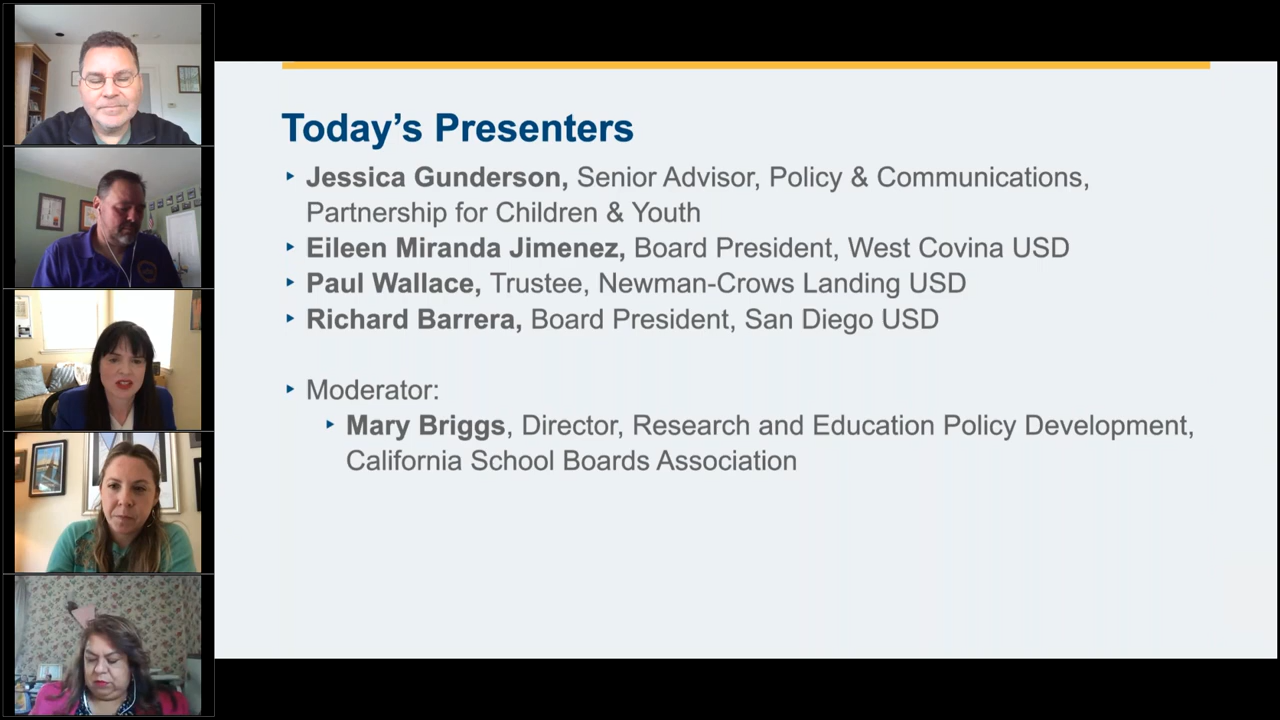 Today’s Presenters
‣ Jessica Gunderson, Senior Advisor, Policy & Communications,
Partnership for Children & Youth
‣ Eileen Miranda Jimenez, Board President, West Covina USD
‣ Paul Wallace, Trustee, Newman-Crows Landing USD
‣ Richard Barrera, Board President, San Diego USD
‣ Moderator:
‣ Mary Briggs, Director, Research and Education Policy Development,
California School Boards Association